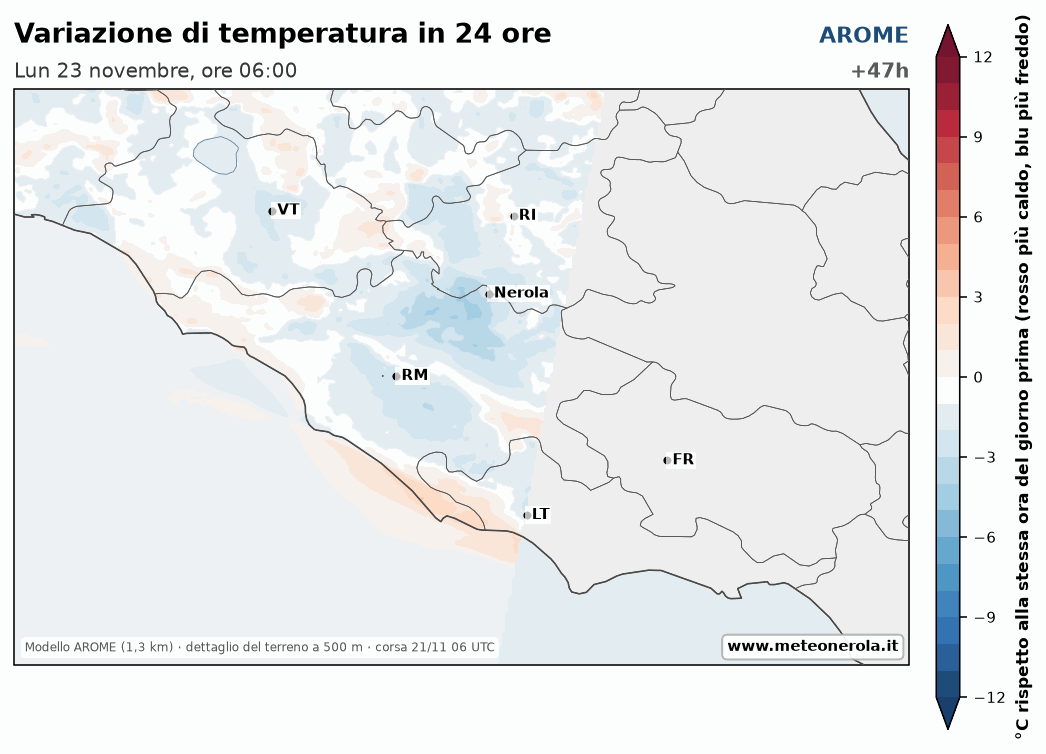 Variazione di temperatura in 24 ore
AROME
Lun 23 novembre, ore 06:00
+47h
VT
RI
Nerola
RM
FR
LT
Modello AROME (1,3 km) · dettaglio del terreno a 500 m · corsa 21/11 06 UTC
www.meteonerola.it
12
9
6
3
0
−3
−6
−9
−12
°C rispetto alla stessa ora del giorno prima (rosso più caldo, blu più freddo)